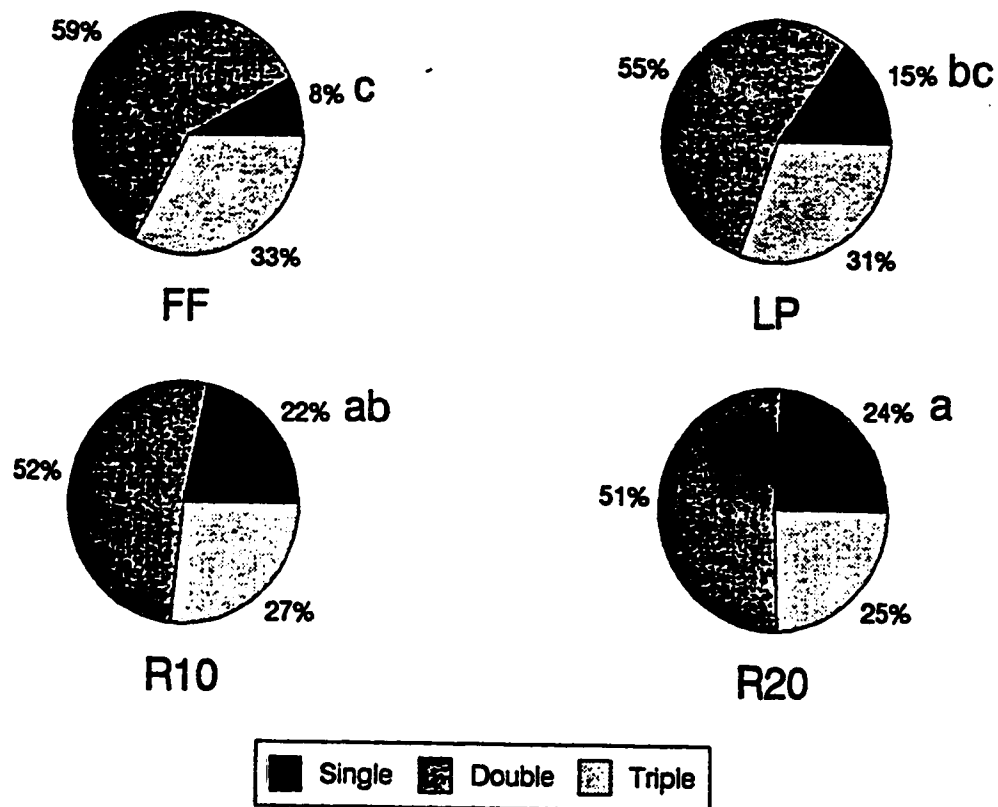 59%
8% c
33%
FF
55%
15% bc
31%
LP
52%
22% ab
27%
R10
51%
24% a
25%
R20
Single Double Triple